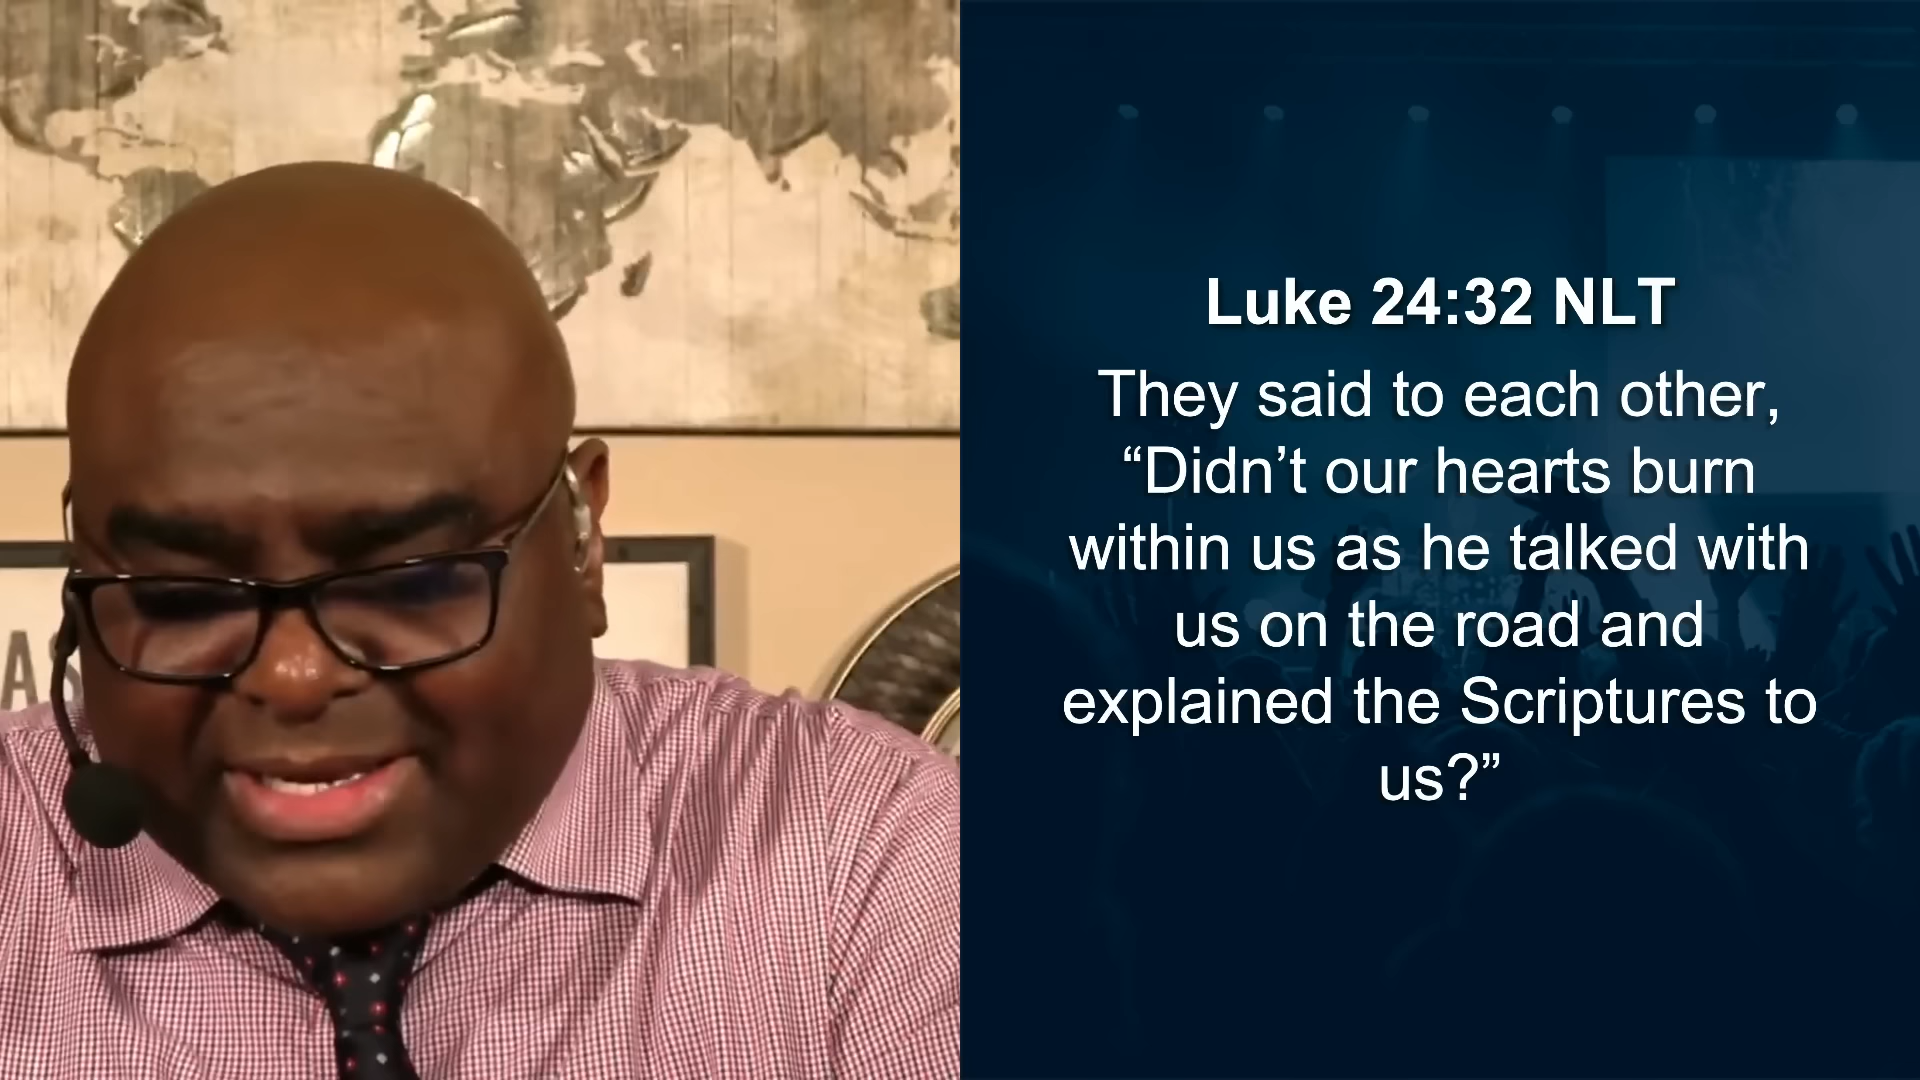 AS
Luke 24:32 NLT
They said to each other,
“Didn’t our hearts burn
within us as he talked with
us on the road and
explained the Scriptures to
us?”